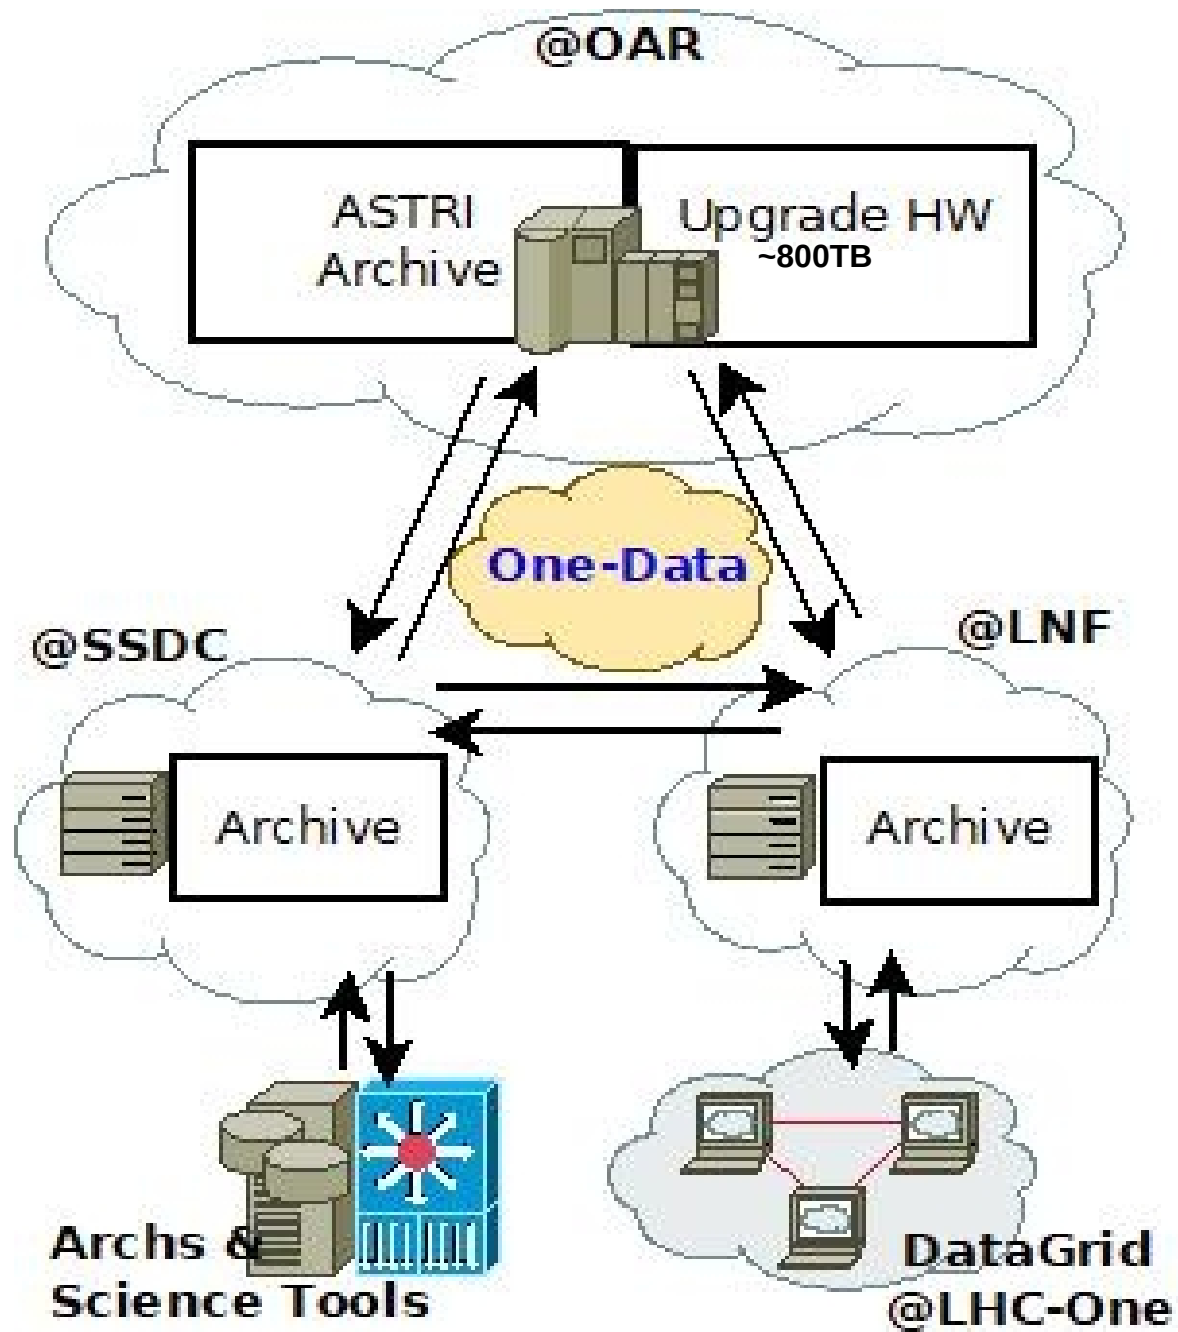 @OAR
ASTRI
Archive
Upgrade HW
~800TB
One-Data
@SSDC
@LNF
Archive
Archive
Archs &
Science Tools
DataGrid
@LHC-One